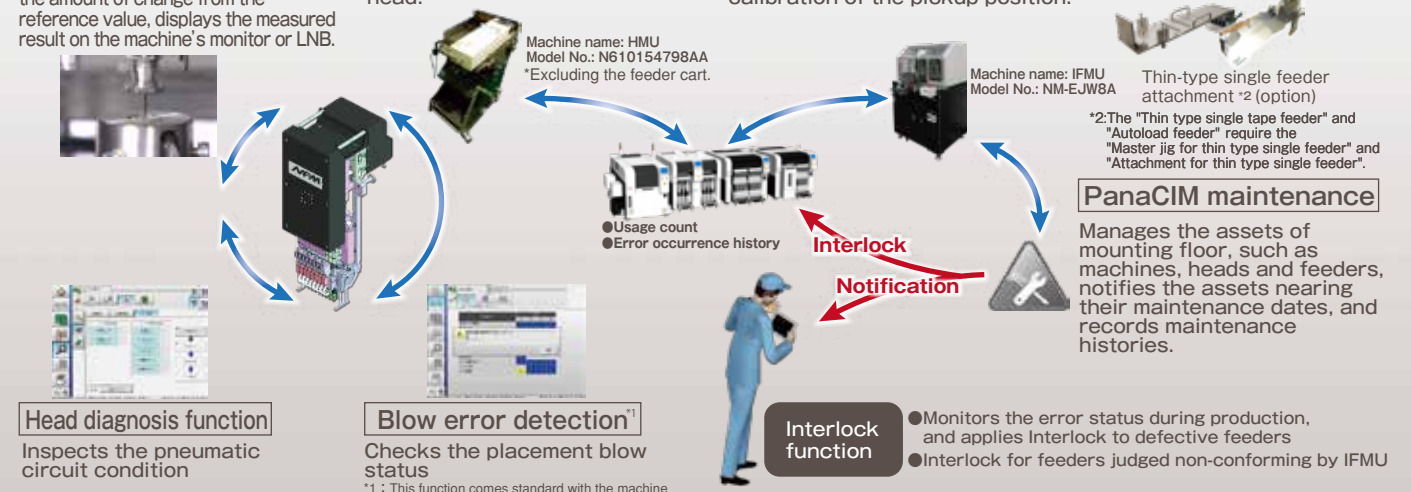 the amount of change from the
reference value, displays the measured
result on the machine's monitor or LNB.
head.
calibration of the pickup position.
Machine name: HMU
Model No.: N610154798AA
*Excluding the feeder cart.
Machine name: IFMU
Model No.: NM-EJW8A
Thin-type single feeder
attachment *2 (option)
*2:The "Thin type single tape feeder" and
"Autoload feeder" require the
"Master jig for thin type single feeder" and
"Attachment for thin type single feeder".
NPM
●Usage count
●Error occurrence history
Interlock
Notification
PanaCIM maintenance
Manages the assets of
mounting floor, such as
machines, heads and feeders,
notifies the assets nearing
their maintenance dates, and
records maintenance
histories.
Head diagnosis function
Inspects the pneumatic
circuit condition
Blow error detection*1
Checks the placement blow
status
*1 : This function comes standard with the machine
Interlock
function
●Monitors the error status during production,
and applies Interlock to defective feeders
●Interlock for feeders judged non-conforming by IFMU